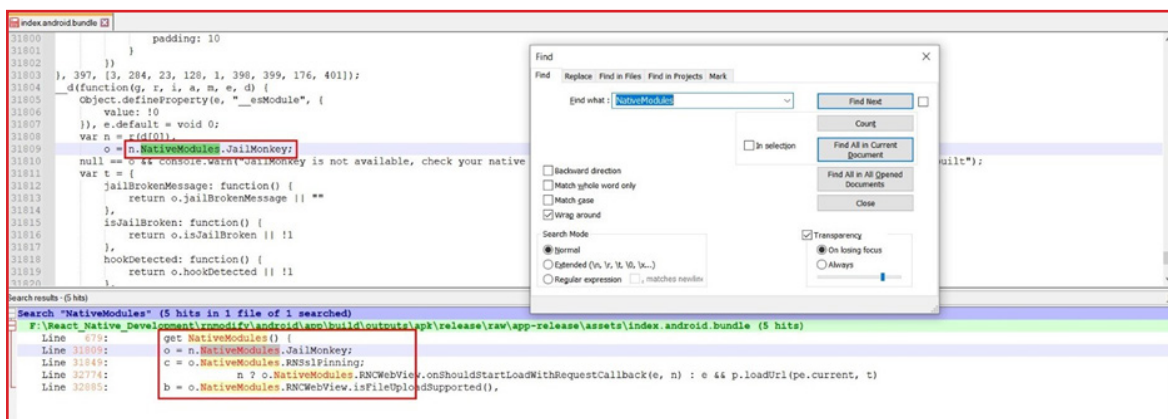 index.android.bundle
31800 padding: 10
31801 }
31802 })
31803 }, 397, [3, 284, 23, 128, 1, 398, 399, 176, 401]);
31804 __d(function(g, r, i, a, m, e, d) {
31805 Object.defineProperty(e, "__esModule", {
31806 value: !0
31807 }), e.default = void 0;
31808 var n = r(d[0]),
31809 o = n.NativeModules.JailMonkey;
31810 null == o && console.warn("JailMonkey is not available, check your native uilt");
31811 var t = {
31812 jailBrokenMessage: function() {
31813 return o.jailBrokenMessage || ""
31814 },
31815 isJailBroken: function() {
31816 return o.isJailBroken || !1
31817 },
31818 hookDetected: function() {
31819 return o.hookDetected || !1
31820 },
Find
Find Replace Find in Files Find in Projects Mark
Find what : NativeModules
Find Next
Count
In selection
Find All in Current Document
Find All in All Opened Documents
Close
Backward direction
Match whole word only
Match case
Wrap around
Search Mode
Normal
Extended (\n, \r, \t, \0, \x...)
Regular expression . matches newline
Transparency
On losing focus
Always
Search results - (5 hits)
Search "NativeModules" (5 hits in 1 file of 1 searched)
F:\React_Native_Development\rnmodify\android\app\build\outputs\apk\release\raw\app-release\assets\index.android.bundle (5 hits)
Line 679: get NativeModules() {
Line 31809: o = n.NativeModules.JailMonkey;
Line 31849: c = o.NativeModules.RNSslPinning;
Line 32774: n ? o.NativeModules.RNCWebView.onShouldStartLoadWithRequestCallback(e, n) : e && p.loadUrl(pe.current, t)
Line 32885: b = o.NativeModules.RNCWebView.isFileUploadSupported(),